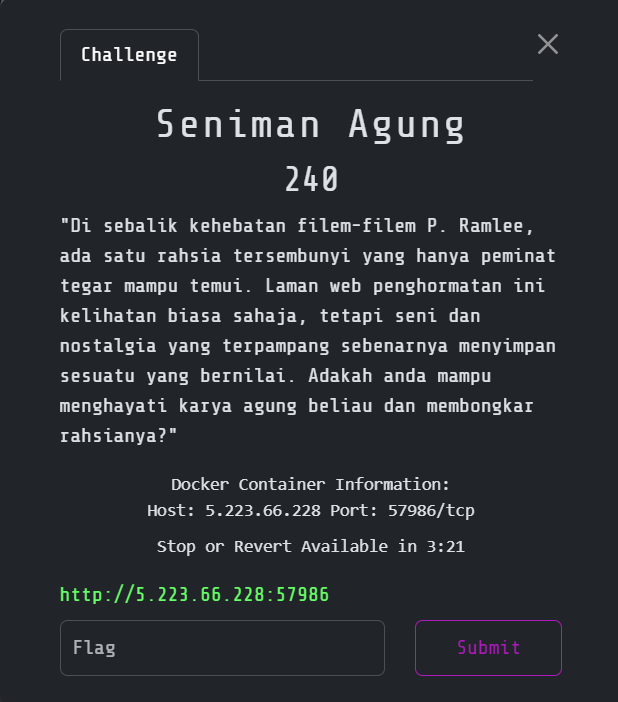 Challenge
Seniman Agung
240
"Di sebalik kehebatan filem-filem P. Ramlee,
ada satu rahsia tersembunyi yang hanya peminat
tegar mampu temui. Laman web penghormatan ini
kelihatan biasa sahaja, tetapi seni dan
nostalgia yang terpampang sebenarnya menyimpan
sesuatu yang bernilai. Adakah anda mampu
menghayati karya agung beliau dan membongkar
rahsianya?"
Docker Container Information:
Host: 5.223.66.228 Port: 57986/tcp
Stop or Revert Available in 3:21
http://5.223.66.228:57986
Flag
Submit